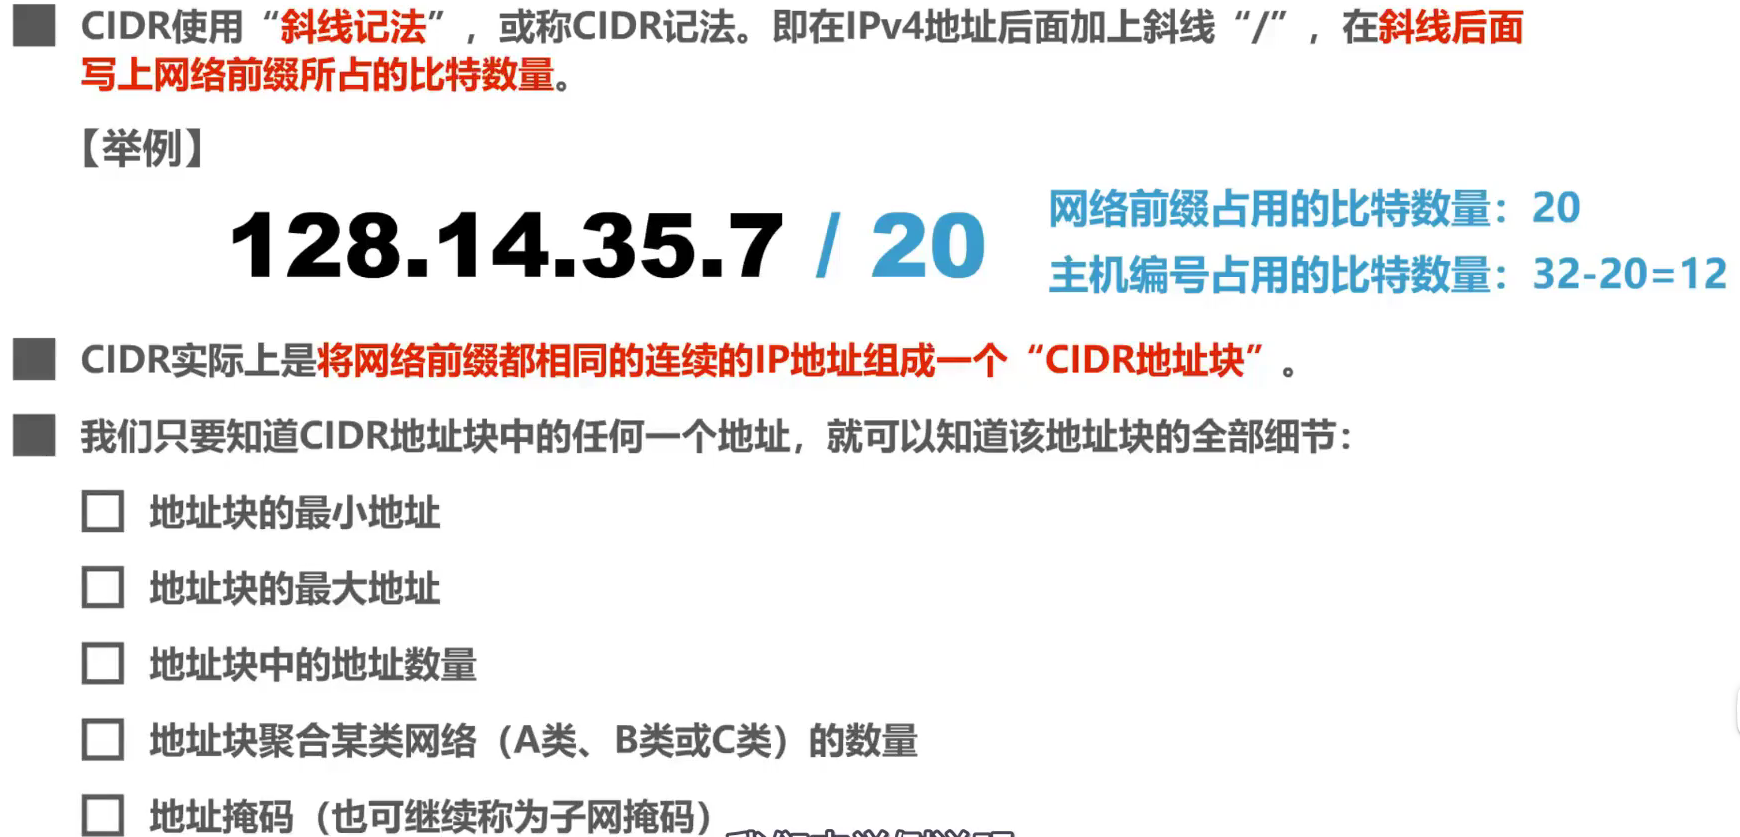 CIDR使用“斜线记法”，或称CIDR记法。即在IPv4地址后面加上斜线“/”，在斜线后面
写上网络前缀所占的比特数量。
【举例】
128.14.35.7 / 20
网络前缀占用的比特数量：20
主机编号占用的比特数量：32-20=12
CIDR实际上是将网络前缀都相同的连续的IP地址组成一个“CIDR地址块”。
我们只要知道CIDR地址块中的任何一个地址，就可以知道该地址块的全部细节：
地址块的最小地址
地址块的最大地址
地址块中的地址数量
地址块聚合某类网络（A类、B类或C类）的数量
地址掩码（也可继续称为子网掩码）